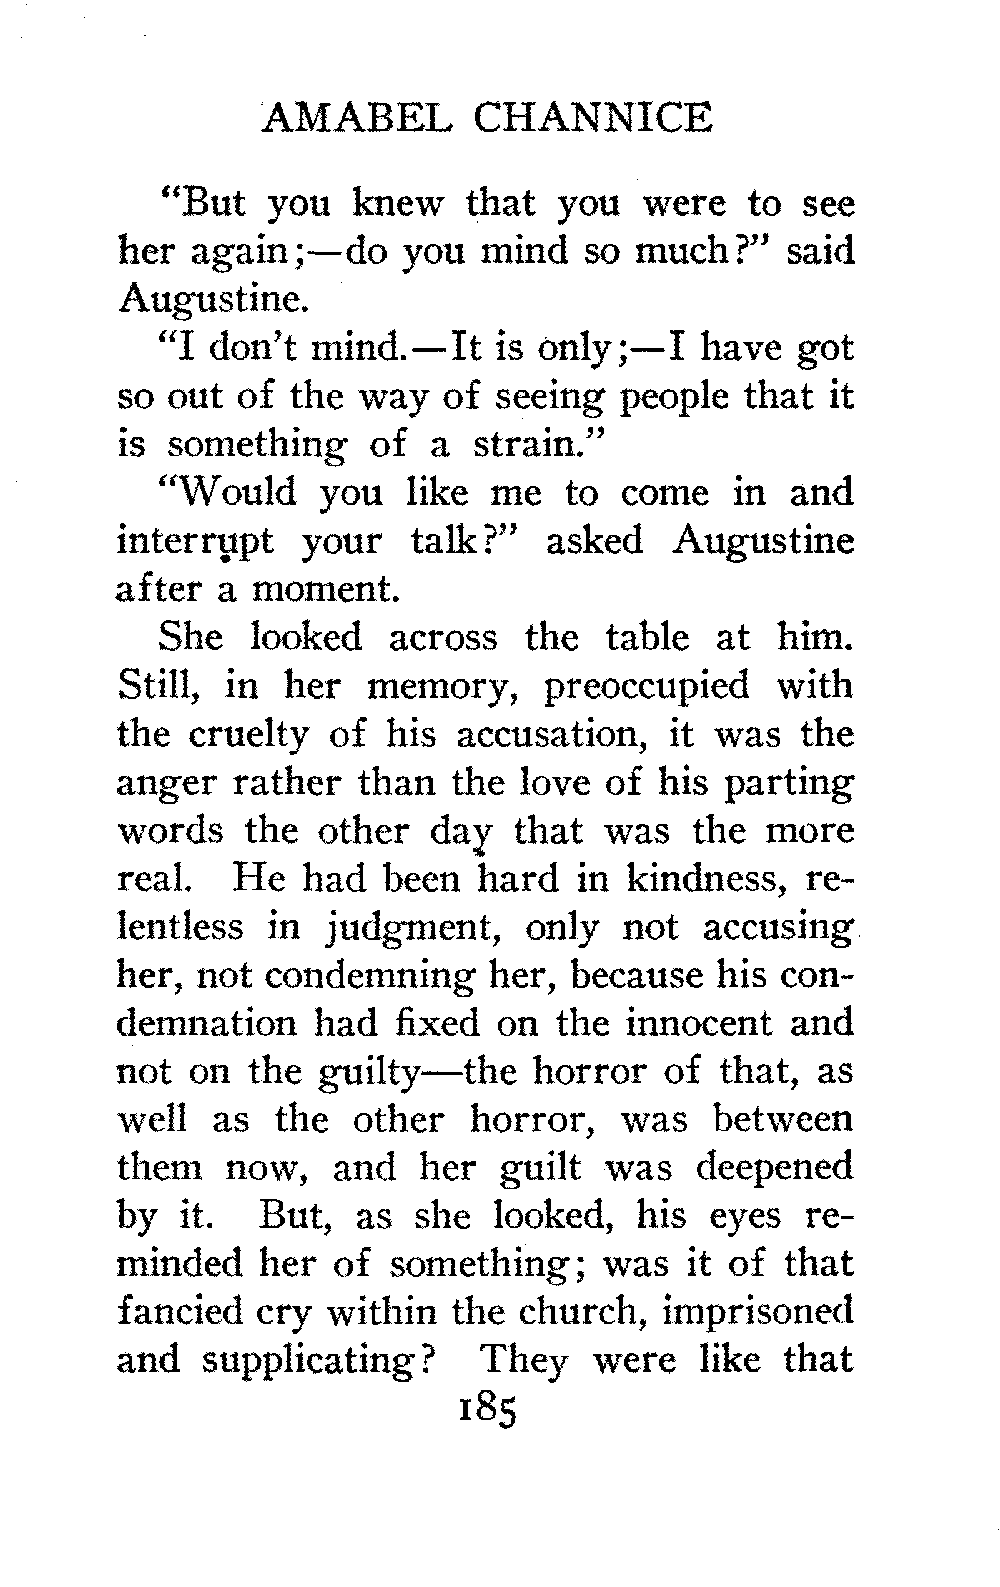 AMABEL CHANNICE
“But you knew that you were to see
her again;—do you mind so much?” said
Augustine.
“I don’t mind.—It is only;—I have got
so out of the way of seeing people that it
is something of a strain.”
“Would you like me to come in and
interrupt your talk?” asked Augustine
after a moment.
She looked across the table at him.
Still, in her memory, preoccupied with
the cruelty of his accusation, it was the
anger rather than the love of his parting
words the other day that was the more
real. He had been hard in kindness, re-
lentless in judgment, only not accusing
her, not condemning her, because his con-
demnation had fixed on the innocent and
not on the guilty—the horror of that, as
well as the other horror, was between
them now, and her guilt was deepened
by it. But, as she looked, his eyes re-
minded her of something; was it of that
fancied cry within the church, imprisoned
and supplicating? They were like that
185